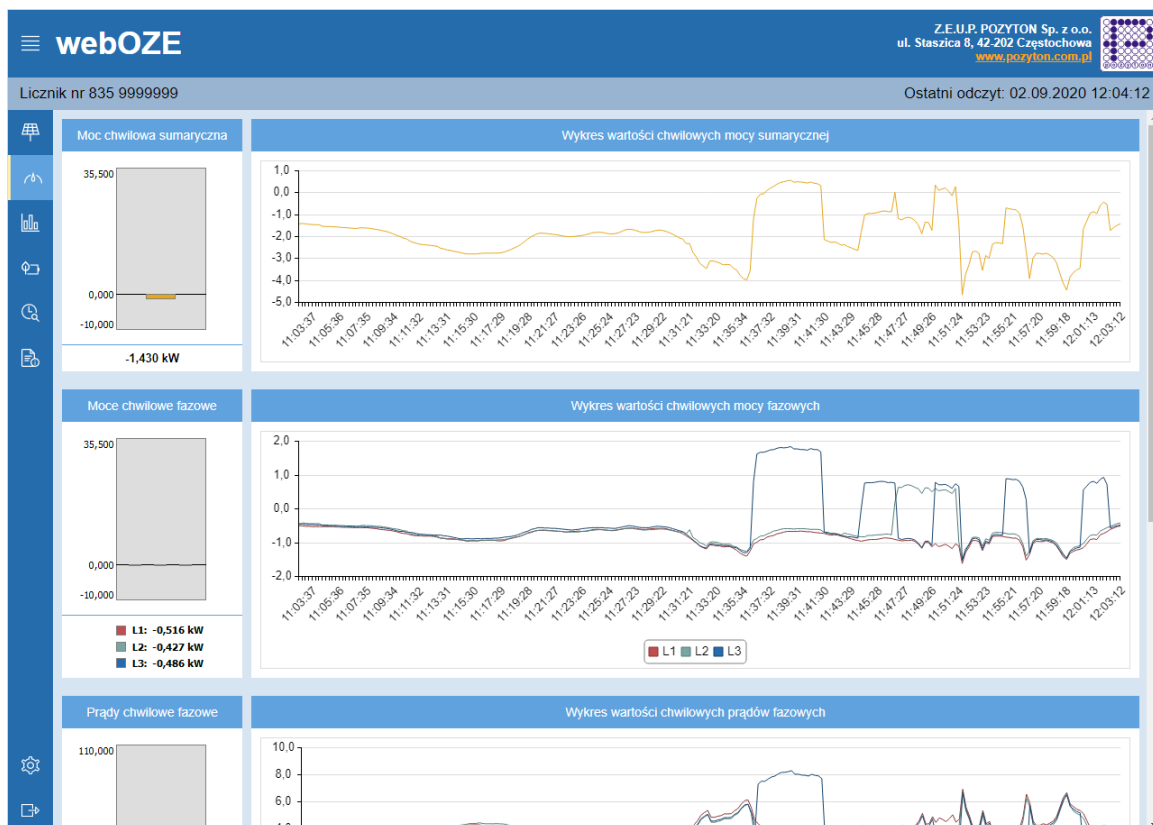 webOZE
Z.E.U.P. POZYTON Sp. z o.o.
ul. Staszica 8, 42-202 Częstochowa
www.pozyton.com.pl
pozyton
Licznik nr 835 9999999
Ostatni odczyt: 02.09.2020 12:04:12
Moc chwilowa sumaryczna
35,500
0,000
-10,000
-1,430 kW
Wykres wartości chwilowych mocy sumarycznej
1,0
0,0
-1,0
-2,0
-3,0
-4,0
-5,0
11:03:37 11:05:36 11:07:35 11:09:34 11:11:32 11:13:31 11:15:30 11:17:29 11:19:28 11:21:27 11:23:26 11:25:24 11:27:23 11:29:22 11:31:21 11:33:20 11:35:34 11:37:32 11:39:31 11:41:30 11:43:29 11:45:28 11:47:27 11:49:26 11:51:24 11:53:23 11:55:21 11:57:20 11:59:18 12:01:13 12:03:12
Moce chwilowe fazowe
35,500
0,000
-10,000
L1: -0,516 kW
L2: -0,427 kW
L3: -0,486 kW
Wykres wartości chwilowych mocy fazowych
2,0
1,0
0,0
-1,0
-2,0
11:03:37 11:05:36 11:07:35 11:09:34 11:11:32 11:13:31 11:15:30 11:17:29 11:19:28 11:21:27 11:23:26 11:25:24 11:27:23 11:29:22 11:31:21 11:33:20 11:35:34 11:37:32 11:39:31 11:41:30 11:43:29 11:45:28 11:47:27 11:49:26 11:51:24 11:53:23 11:55:21 11:57:20 11:59:18 12:01:13 12:03:12
L1 L2 L3
Prądy chwilowe fazowe
110,000
Wykres wartości chwilowych prądów fazowych
10,0
8,0
6,0